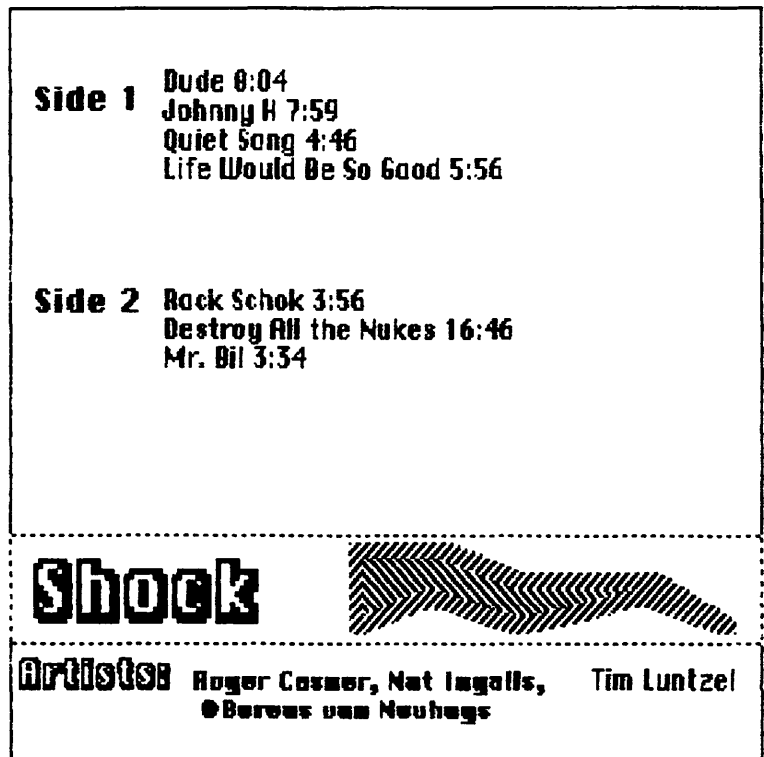 Side 1
Dude 8:04
Johnny H 7:59
Quiet Song 4:46
Life Would Be So Good 5:56
Side 2
Rock Schok 3:56
Destroy All the Nukes 16:46
Mr. Bil 3:34
Shock
Artists: Roger Cosmer, Nat Ingalls, Tim Luntzel
van